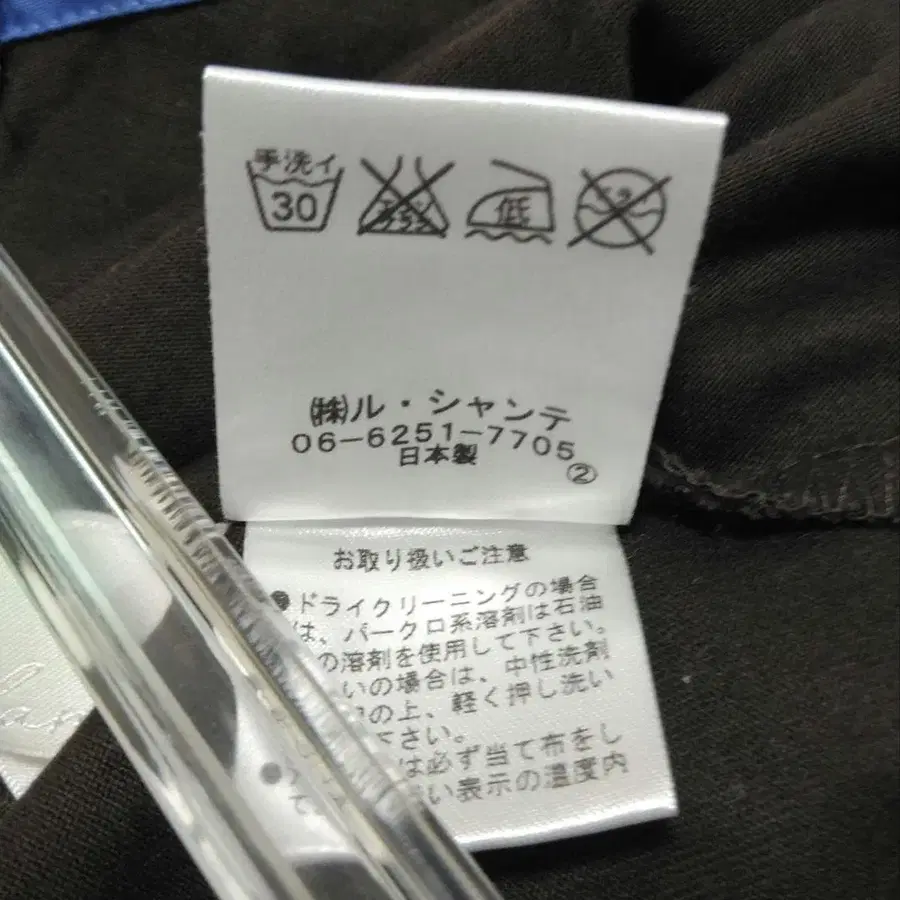 手洗イ
30
低
㈱ル・シャンテ
06-6251-7705
日本製
②
お取り扱いご注意
ドライクリーニングの場合
は、パークロ系溶剤は石油
の溶剤を使用して下さい。
いの場合は、中性洗剤
の上、軽く押し洗い
さい。
は必ず当て布をし
い表示の温度内